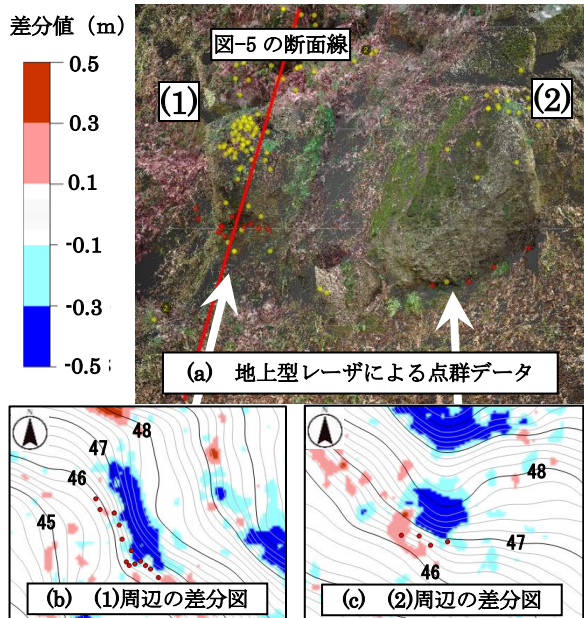 差分値（m）
0.5
0.3
0.1
-0.1
-0.3
-0.5
図-5 の断面線
(1)
(2)
(a) 地上型レーザによる点群データ
N
48
47
46
45
(b) (1)周辺の差分図
N
48
47
46
(c) (2)周辺の差分図